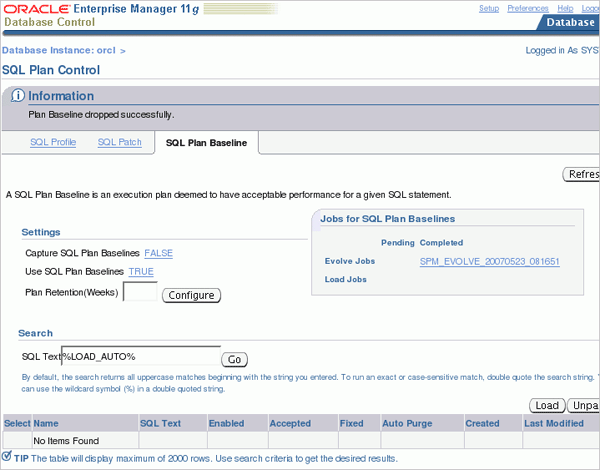 ORACLE Enterprise Manager 11g
Setup Preferences Help
Database Control
Database
Database Instance: orcl >
Logged in As
SQL Plan Control
Information
Plan Baseline dropped successfully.
SQL Profile SQL Patch SQL Plan Baseline
A SQL Plan Baseline is an execution plan deemed to have acceptable performance for a given SQL statement.
Jobs for SQL Plan Baselines
Settings
Pending Completed
Capture SQL Plan Baselines FALSE
Evolve Jobs SPM_EVOLVE_20070523_081651
Use SQL Plan Baselines TRUE
Load Jobs
Plan Retention(Weeks) Configure
Search
SQL Text %LOAD_AUTO% Go
By default, the search returns all uppercase matches beginning with the string you entered. To run an exact or case-sensitive match, double quote the search string.
can use the wildcard symbol (%) in a double quoted string.
Load
Select Name SQL Text Enabled Accepted Fixed Auto Purge Created Last Modified
No Items Found
TIP The table will display maximum of 2000 rows. Use search criteria to get the desired results.